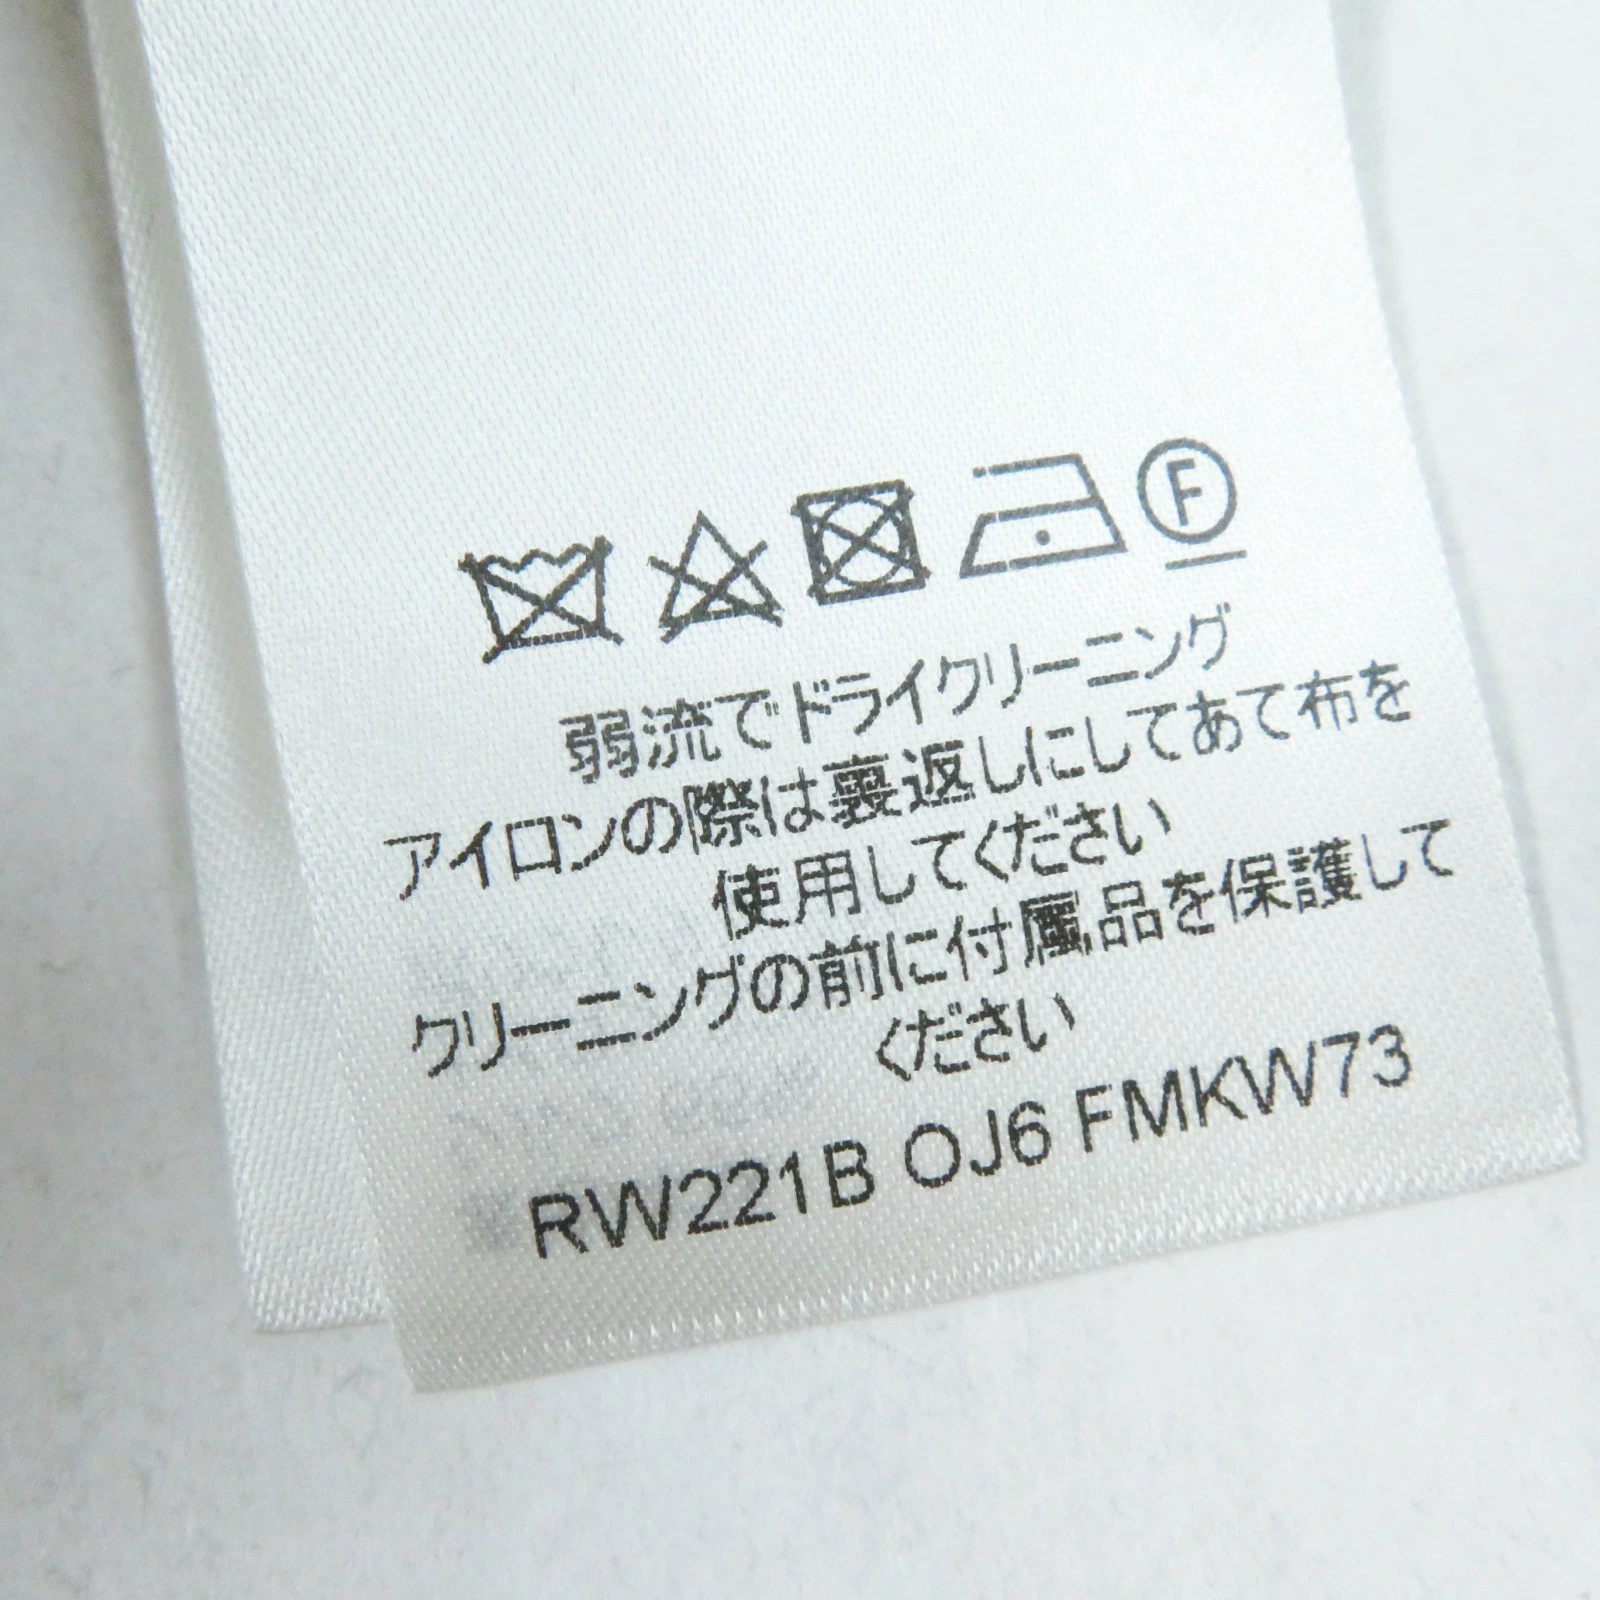 F
弱流でドライクリーニング
アイロンの際は裏返しにしてあて布を
使用してください
クリーニングの前に付属品を保護して
ください
RW221B OJ6 FMKW73